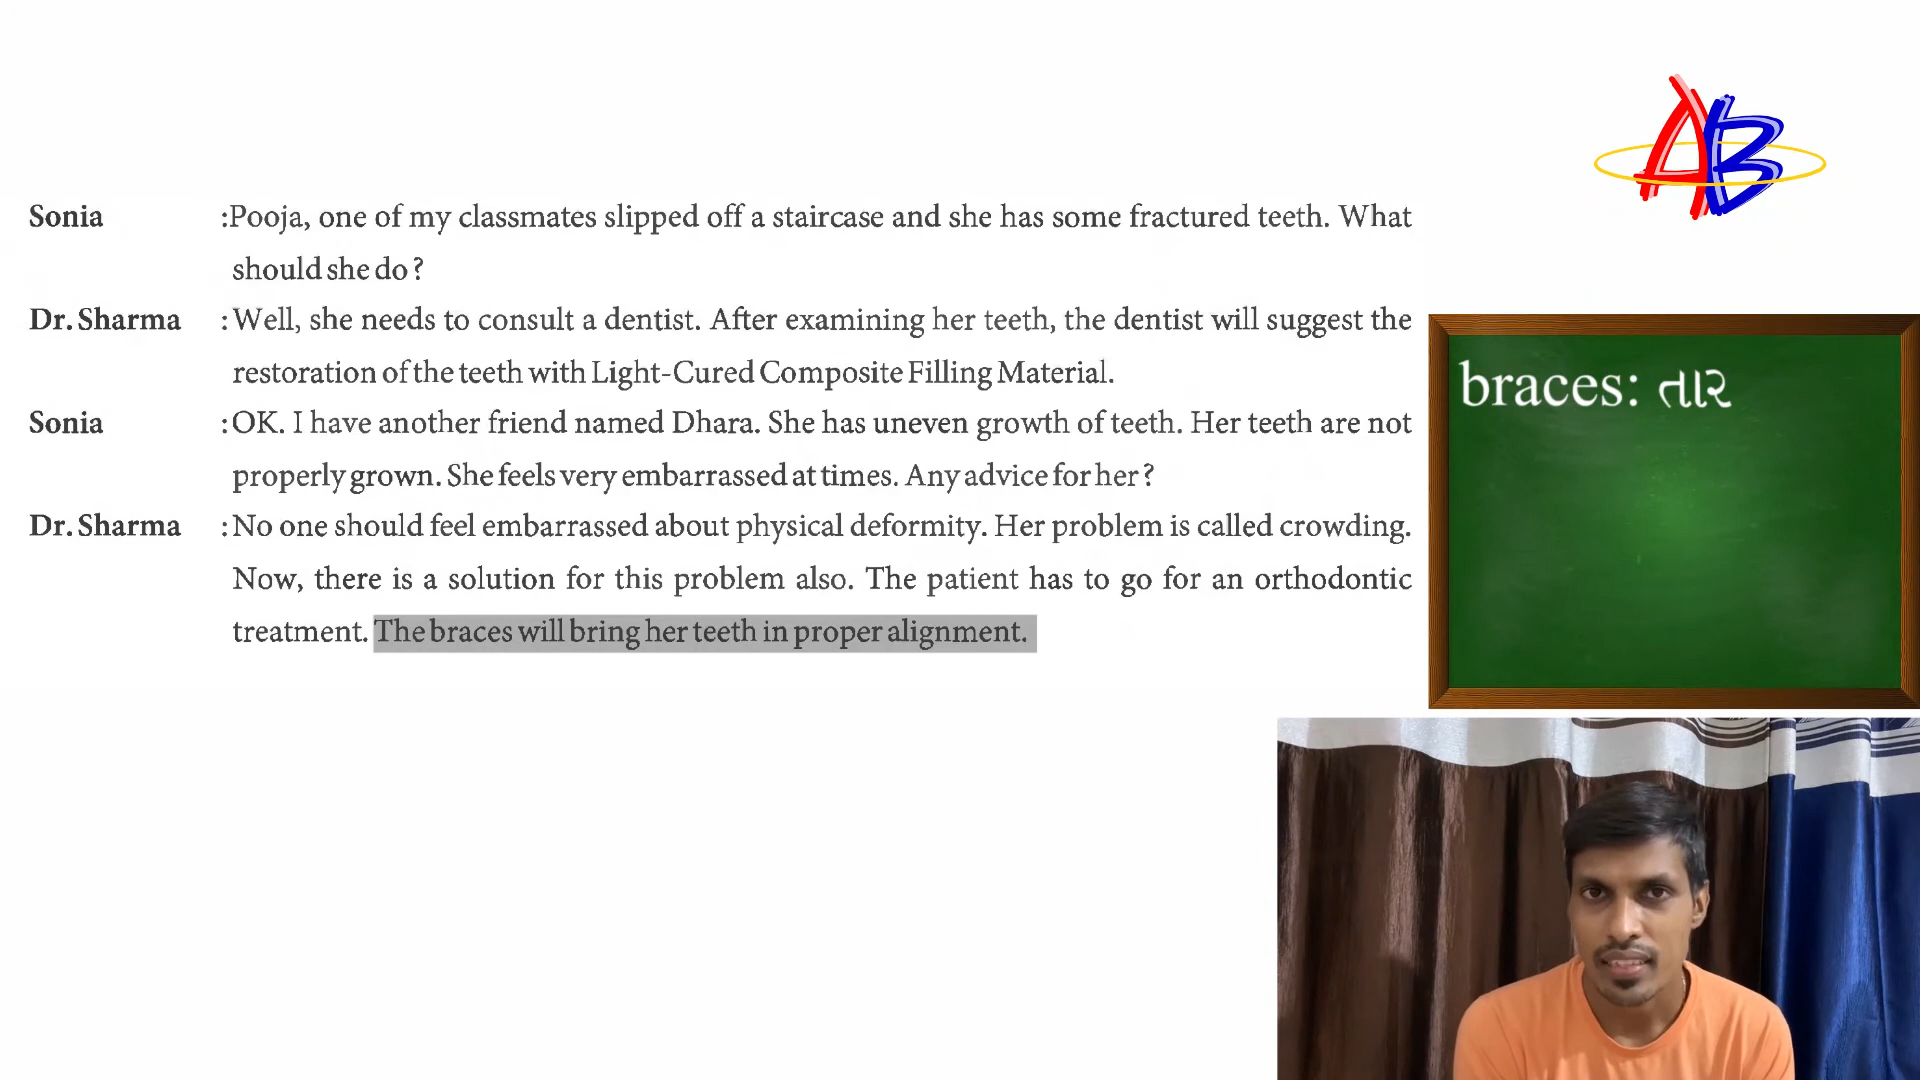 AB
Sonia :Pooja, one of my classmates slipped off a staircase and she has some fractured teeth. What
should she do ?
Dr. Sharma : Well, she needs to consult a dentist. After examining her teeth, the dentist will suggest the
restoration of the teeth with Light-Cured Composite Filling Material.
Sonia : OK. I have another friend named Dhara. She has uneven growth of teeth. Her teeth are not
properly grown. She feels very embarrassed at times. Any advice for her ?
Dr. Sharma : No one should feel embarrassed about physical deformity. Her problem is called crowding.
Now, there is a solution for this problem also. The patient has to go for an orthodontic
treatment. The braces will bring her teeth in proper alignment.
braces: તાર